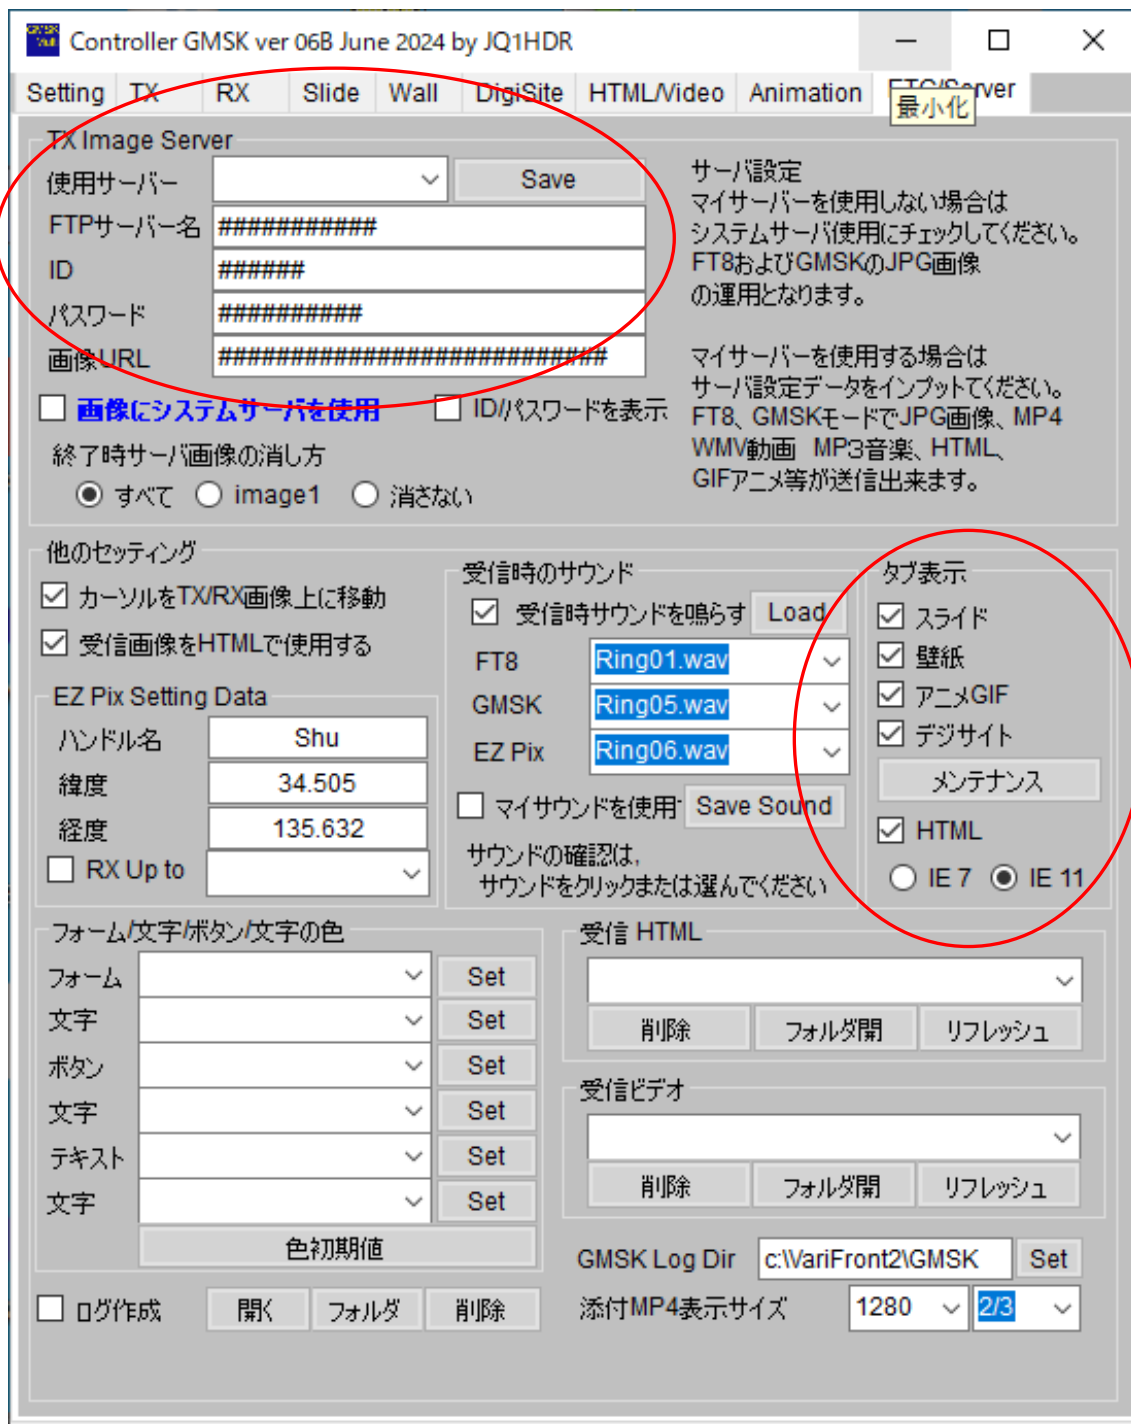 GMSK
Controller GMSK ver 06B June 2024 by JQ1HDR
Setting TX RX Slide Wall DigiSite HTML/Video Animation
最小化
TX Image Server
使用サーバー Save
FTPサーバー名 ###########
ID ######
パスワード ##########
画像URL ###########################
画像にシステムサーバを使用 ID/パスワードを表示
終了時サーバ画像の消し方
すべて image1 消さない
サーバ設定
マイサーバーを使用しない場合は
システムサーバ使用にチェックしてください。
FT8およびGMSKのJPG画像
の運用となります。
マイサーバーを使用する場合は
サーバ設定データをインプットてください。
FT8、GMSKモードでJPG画像、MP4
WMV動画 MP3音楽、HTML、
GIFアニメ等が送信出来ます。
他のセッティング
カーソルをTX/RX画像上に移動
受信画像をHTMLで使用する
EZ Pix Setting Data
ハンドル名 Shu
緯度 34.505
経度 135.632
RX Up to
受信時のサウンド
受信時サウンドを鳴らす Load
FT8 Ring01.wav
GMSK Ring05.wav
EZ Pix Ring06.wav
マイサウンドを使用 Save Sound
サウンドの確認は,
サウンドをクリックまたは選んでください
タブ表示
スライド
壁紙
アニメGIF
デジサイト
メンテナンス
HTML
IE 7 IE 11
フォーム/文字/ボタン/文字の色
フォーム Set
文字 Set
ボタン Set
文字 Set
テキスト Set
文字 Set
色初期値
ログ作成 開く フォルダ 削除
受信 HTML
削除 フォルダ開 リフレッシュ
受信ビデオ
削除 フォルダ開 リフレッシュ
GMSK Log Dir c:\VariFront2\GMSK Set
添付MP4表示サイズ 1280 2/3